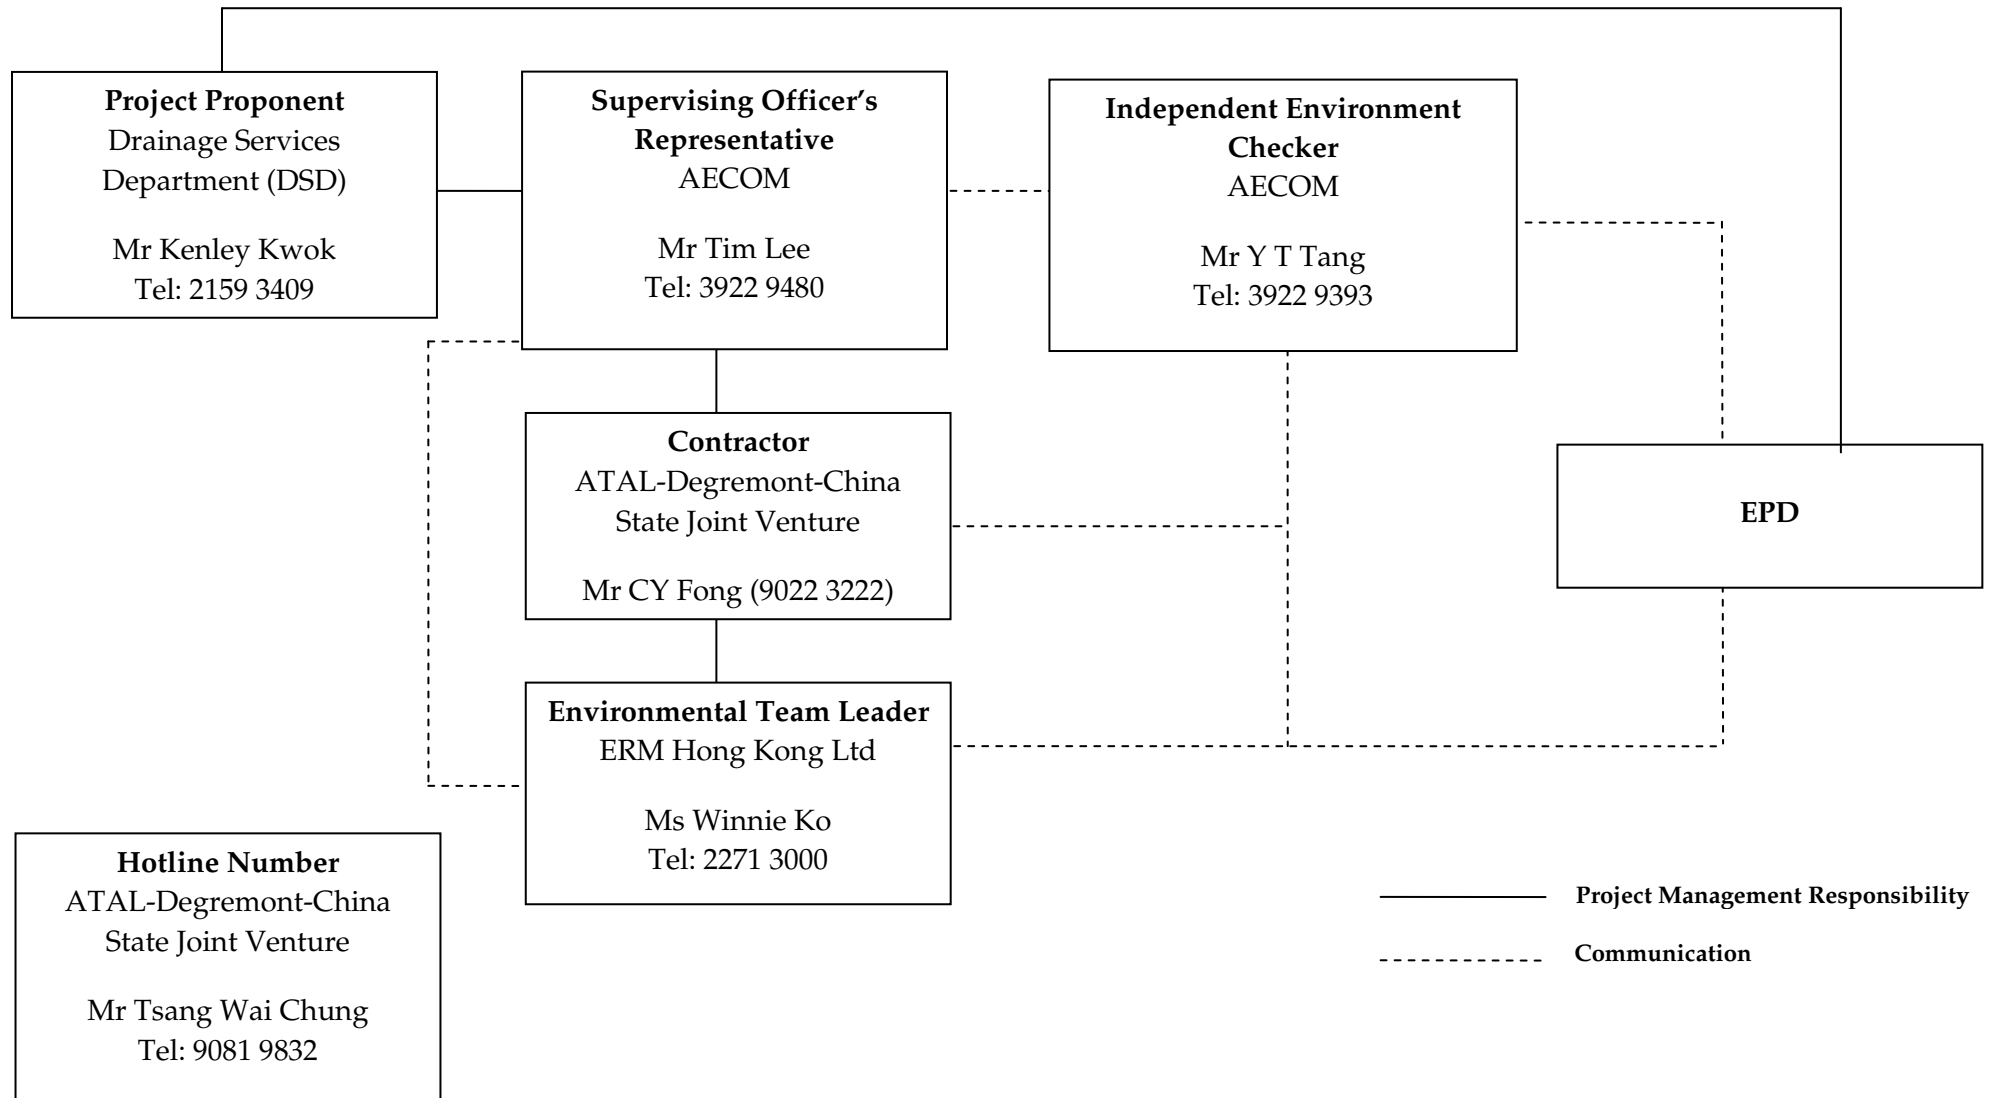 Project Proponent
Drainage Services
Department (DSD)
Mr Kenley Kwok
Tel: 2159 3409
Supervising Officer’s
Representative
AECOM
Mr Tim Lee
Tel: 3922 9480
Independent Environment
Checker
AECOM
Mr Y T Tang
Tel: 3922 9393
Contractor
ATAL-Degremont-China
State Joint Venture
Mr CY Fong (9022 3222)
EPD
Environmental Team Leader
ERM Hong Kong Ltd
Ms Winnie Ko
Tel: 2271 3000
Hotline Number
ATAL-Degremont-China
State Joint Venture
Mr Tsang Wai Chung
Tel: 9081 9832
Project Management Responsibility
Communication